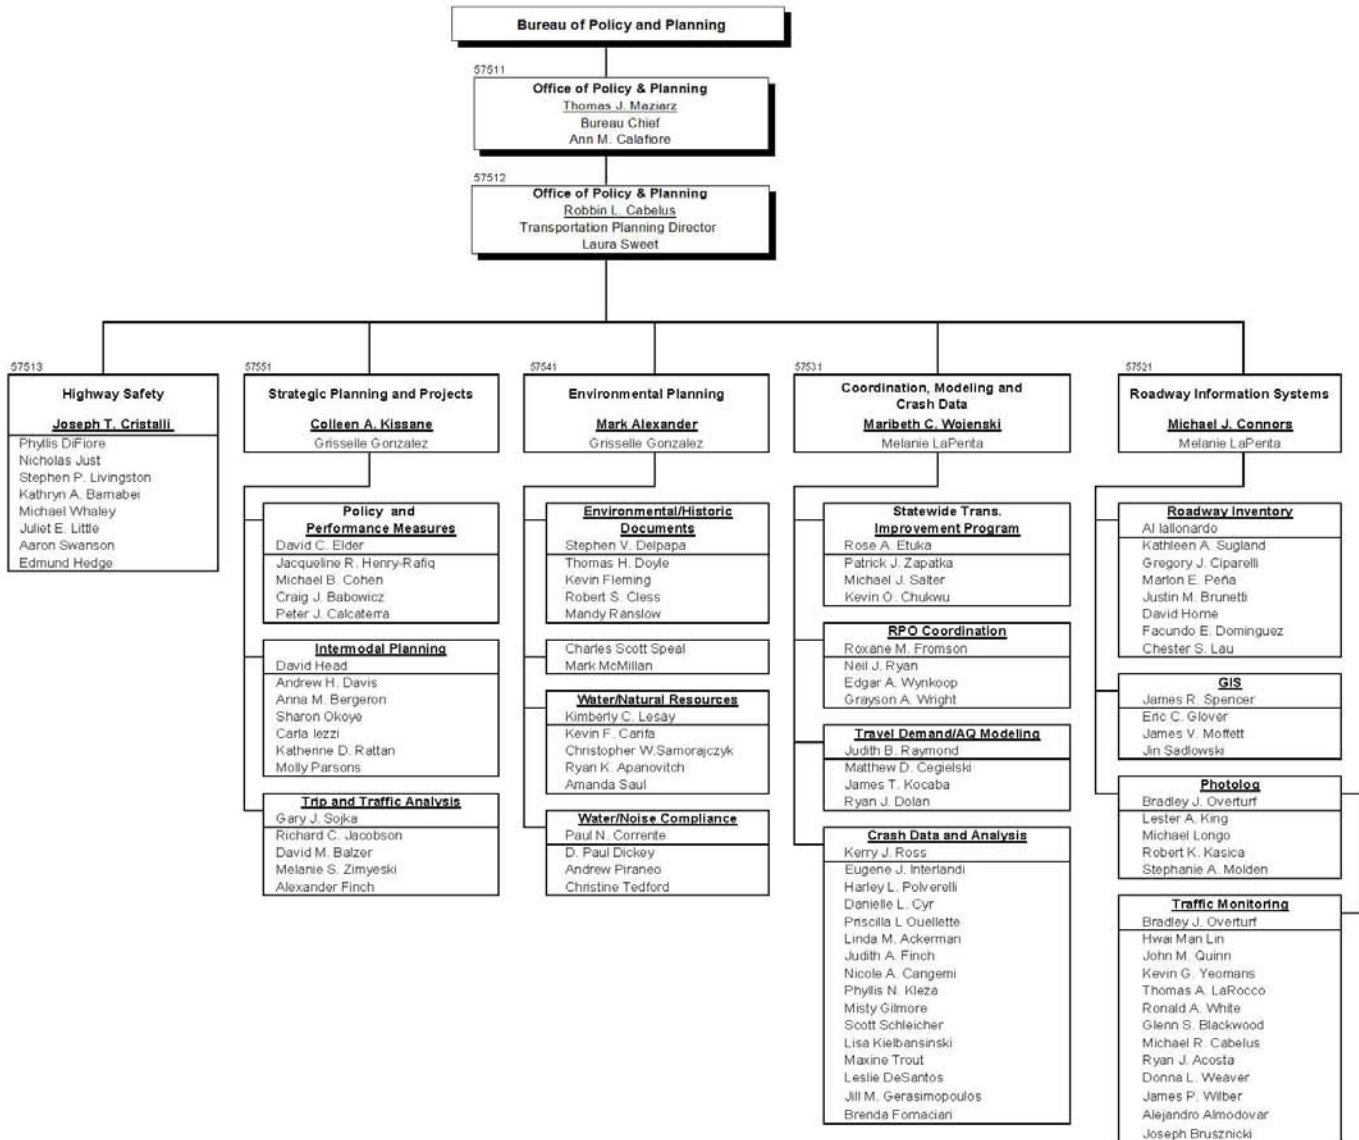 Bureau of Policy and Planning
57511
Office of Policy & Planning
Thomas J. Maziarz
Bureau Chief
Ann M. Calafiore
57512
Office of Policy & Planning
Robbin L. Cabelus
Transportation Planning Director
Laura Sweet
57513
Highway Safety
Joseph T. Cristalli
Phyllis DiFiore
Nicholas Just
Stephen P. Livingston
Kathryn A. Barnabei
Michael Whaley
Juliet E. Little
Aaron Swanson
Edmund Hedge
57551
Strategic Planning and Projects
Colleen A. Kissane
Grisselle Gonzalez
Policy and
Performance Measures
David C. Elder
Jacqueline R. Henry-Rafiq
Michael B. Cohen
Craig J. Babowicz
Peter J. Calcaterra
Intermodal Planning
David Head
Andrew H. Davis
Anna M. Bergeron
Sharon Okoye
Carla Iezzi
Katherine D. Rattan
Molly Parsons
Trip and Traffic Analysis
Gary J. Sojka
Richard C. Jacobson
David M. Balzer
Melanie S. Zimyeski
Alexander Finch
57541
Environmental Planning
Mark Alexander
Grisselle Gonzalez
Environmental/Historic
Documents
Stephen V. Delpapa
Thomas H. Doyle
Kevin Fleming
Robert S. Cless
Mandy Ranslow
Charles Scott Speal
Mark McMillan
Water/Natural Resources
Kimberly C. Lesay
Kevin F. Carifa
Christopher W.Samorajczyk
Ryan K. Apanovitch
Amanda Saul
Water/Noise Compliance
Paul N. Corrente
D. Paul Dickey
Andrew Piraneo
Christine Tedford
57531
Coordination, Modeling and
Crash Data
Maribeth C. Wojenski
Melanie LaPenta
Statewide Trans.
Improvement Program
Rose A. Etuka
Patrick J. Zapatka
Michael J. Salter
Kevin O. Chukwu
RPO Coordination
Roxane M. Fromson
Neil J. Ryan
Edgar A. Wynkoop
Grayson A. Wright
Travel Demand/AQ Modeling
Judith B. Raymond
Matthew D. Cegielski
James T. Kocaba
Ryan J. Dolan
Crash Data and Analysis
Kerry J. Ross
Eugene J. Interlandi
Harley L. Polverelli
Danielle L. Cyr
Priscilla L Ouellette
Linda M. Ackerman
Judith A. Finch
Nicole A. Cangemi
Phyllis N. Kleza
Misty Gilmore
Scott Schleicher
Lisa Kielbansinski
Maxine Trout
Leslie DeSantos
Jill M. Gerasimopoulos
Brenda Fornaciari
57521
Roadway Information Systems
Michael J. Connors
Melanie LaPenta
Roadway Inventory
Al Iallonardo
Kathleen A. Sugland
Gregory J. Ciparelli
Marlon E. Peña
Justin M. Brunetti
David Horne
Facundo E. Dominguez
Chester S. Lau
GIS
James R. Spencer
Eric C. Glover
James V. Moffett
Jin Sadlowski
Photolog
Bradley J. Overturf
Lester A. King
Michael Longo
Robert K. Kasica
Stephanie A. Molden
Traffic Monitoring
Bradley J. Overturf
Hwai Man Lin
John M. Quinn
Kevin G. Yeomans
Thomas A. LaRocco
Ronald A. White
Glenn S. Blackwood
Michael R. Cabelus
Ryan J. Acosta
Donna L. Weaver
James P. Wilber
Alejandro Almodovar
Joseph Brusznicki